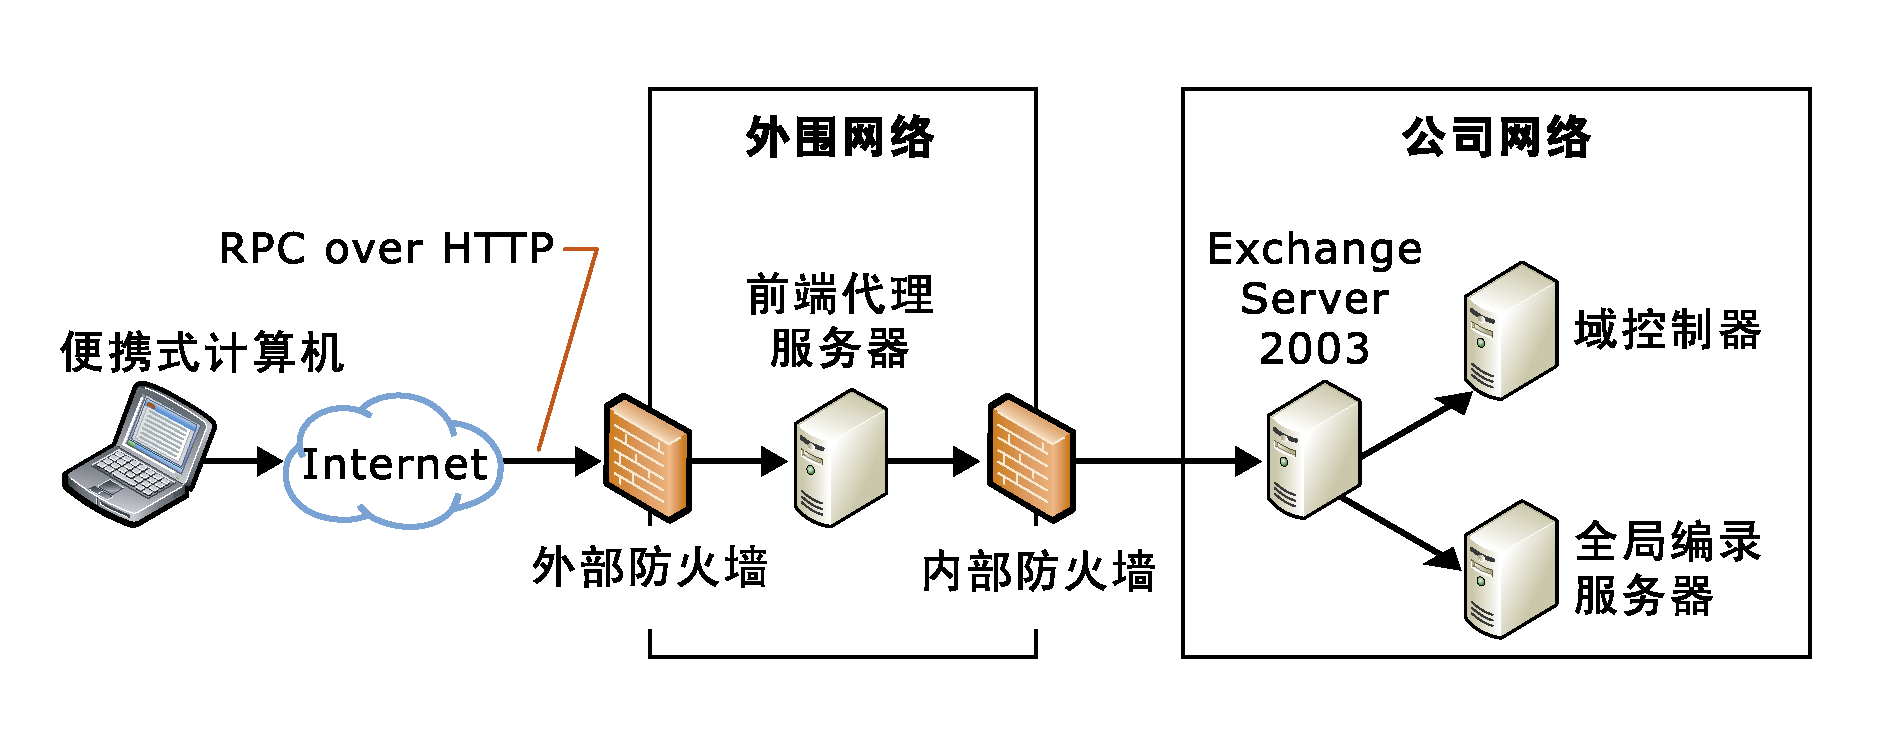 外围网络
公司网络
RPC over HTTP
Exchange
Server
2003
前端代理
服务器
域控制器
便携式计算机
Internet
外部防火墙
内部防火墙
全局编录
服务器